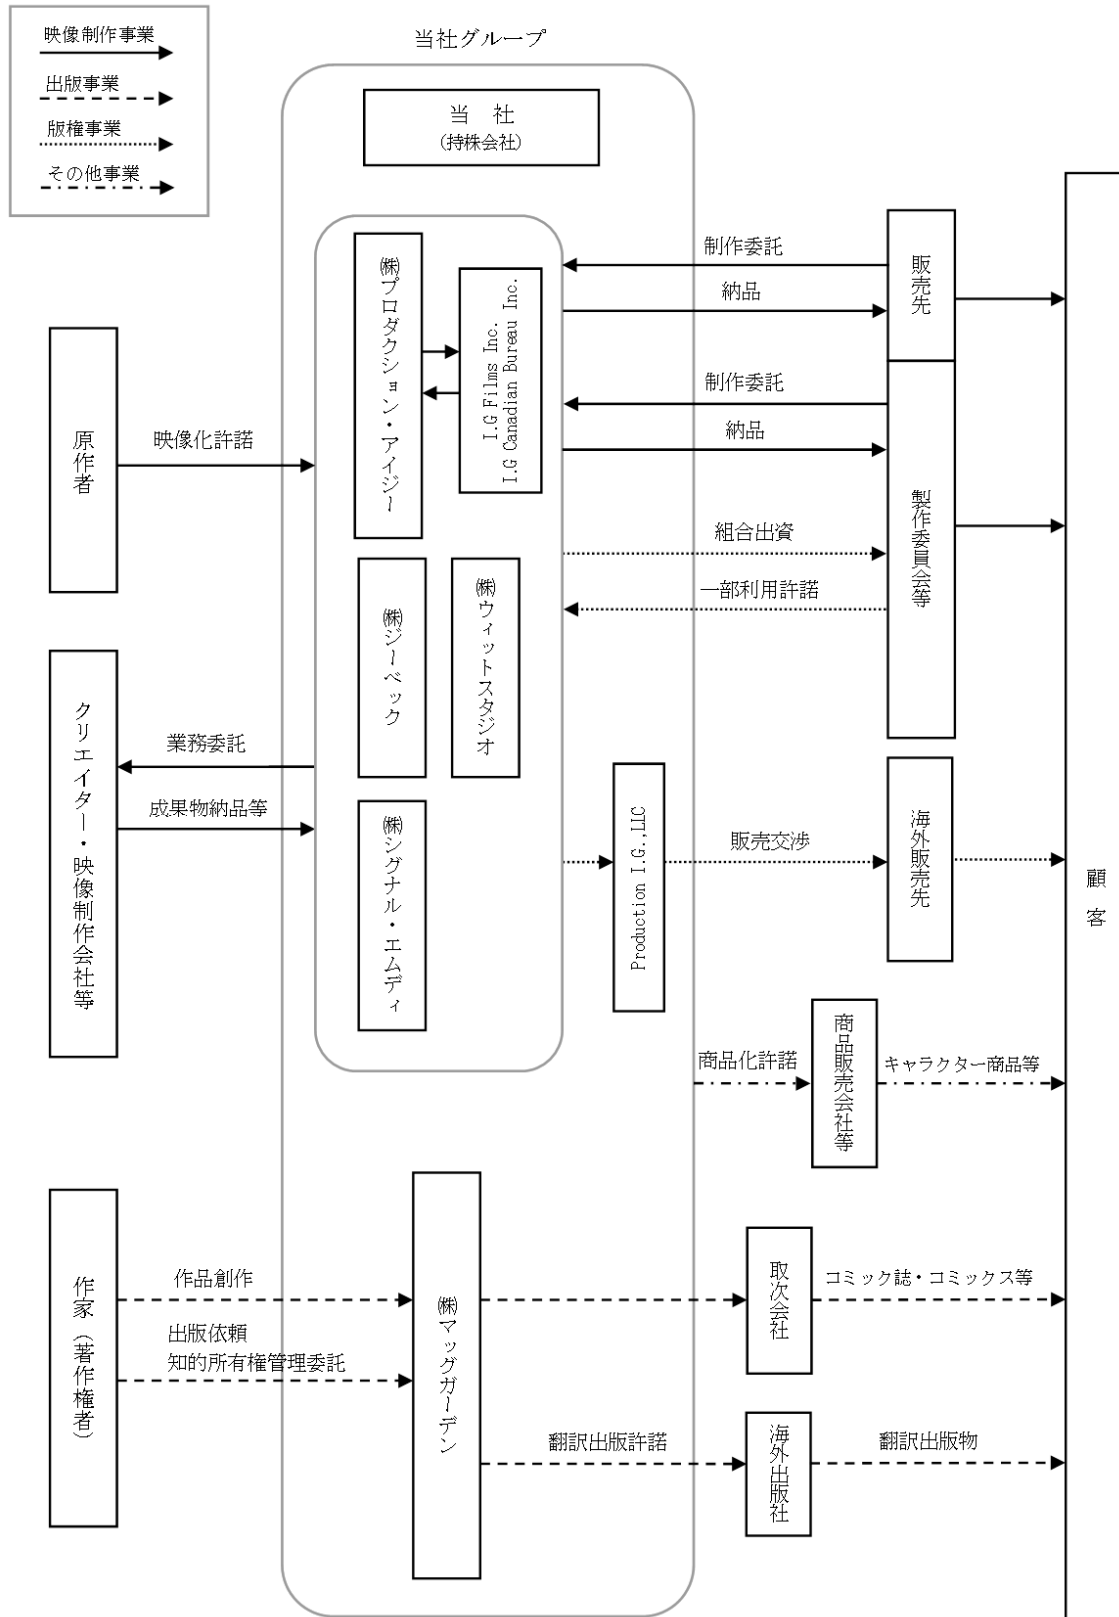 映像制作事業
出版事業
版権事業
その他事業
当社グループ
当 社
(持株会社)
㈱プロダクション・アイジー
I.G Films Inc.
I.G Canadian Bureau Inc.
㈱ジーベック
㈱ウィットスタジオ
㈱シグナル・エムディ
Production I.G.,LLC
㈱マッグガーデン
原作者
映像化許諾
クリエイター・映像制作会社等
業務委託
成果物納品等
作家(著作権者)
作品創作
出版依頼
知的所有権管理委託
制作委託
納品
販売先
制作委託
納品
組合出資
一部利用許諾
製作委員会等
販売交渉
海外販売先
商品化許諾
商品販売会社等
キャラクター商品等
取次会社
コミック誌・コミックス等
翻訳出版許諾
海外出版社
翻訳出版物
顧客